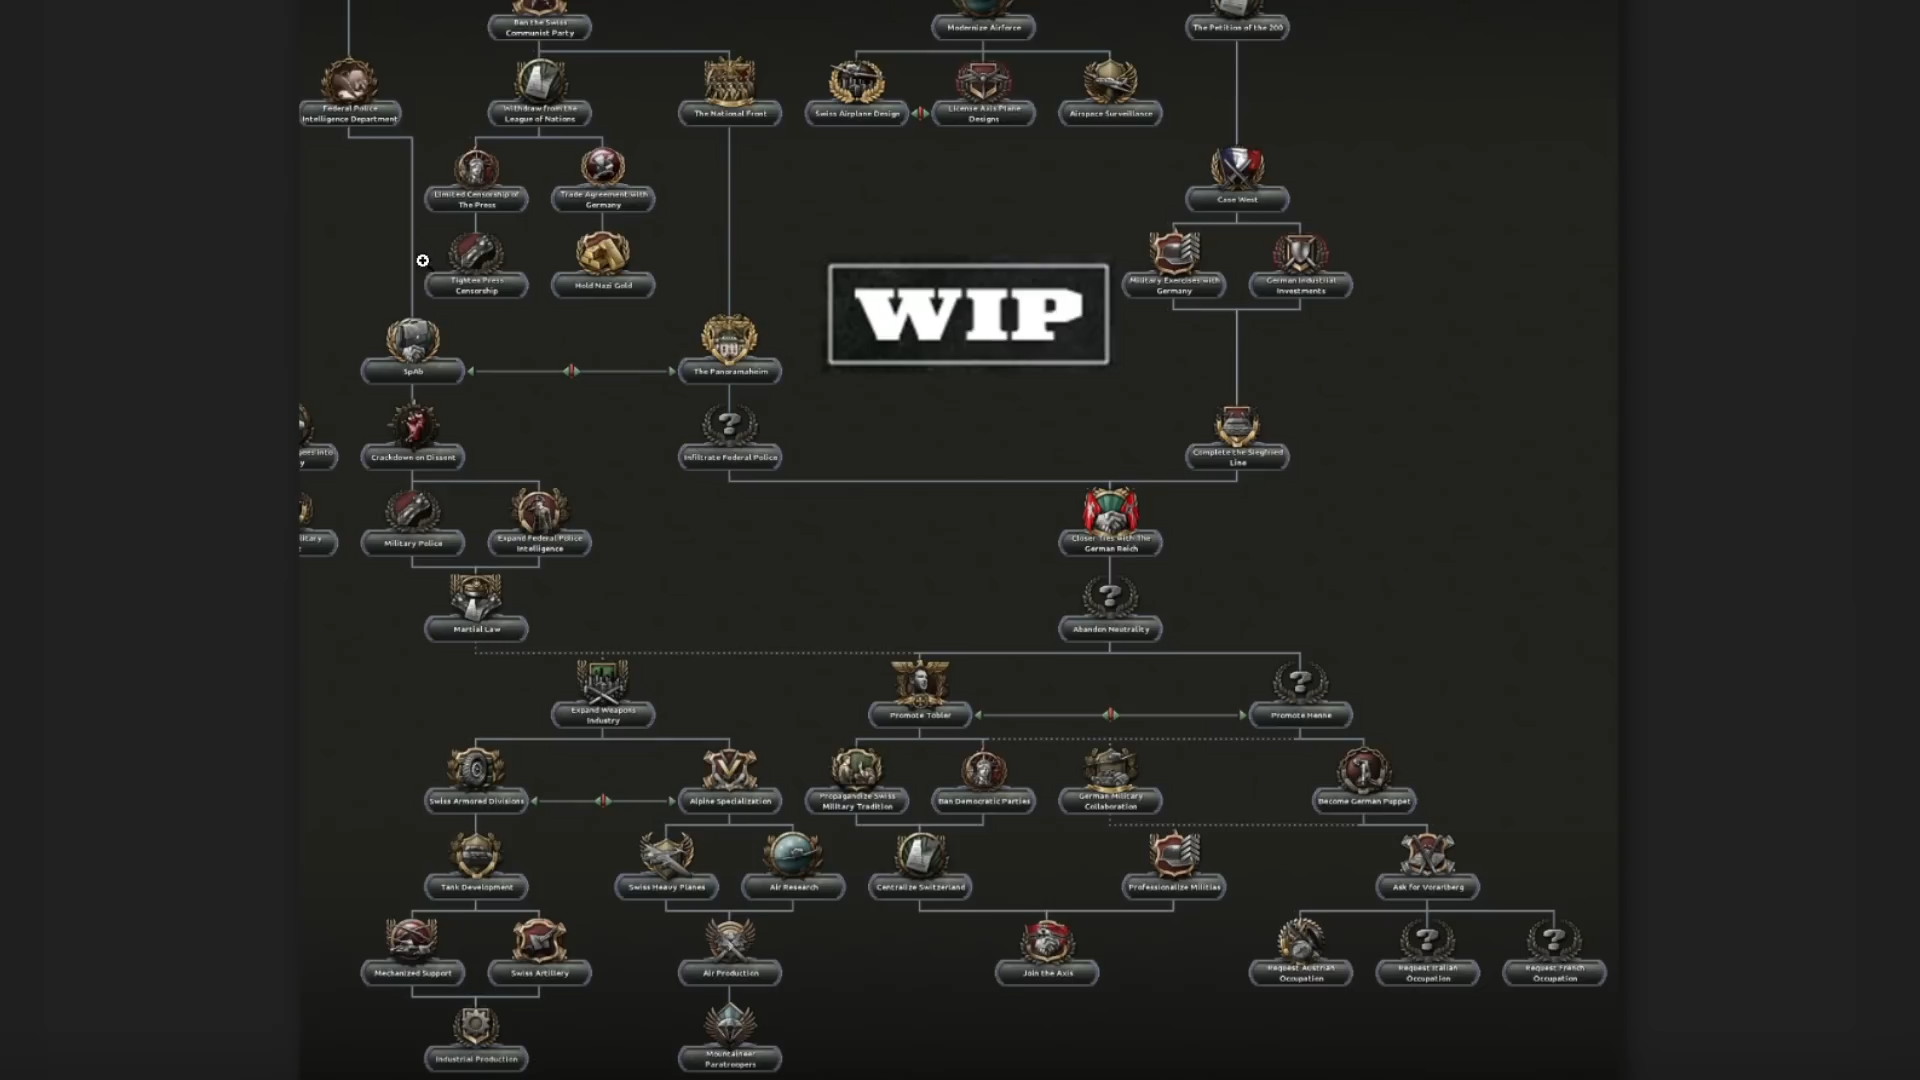 Ban the Swiss
Communist Party
Modernize Airforce
The Petition of the 200
Federal Police
Intelligence Department
Withdraw from the
League of Nations
The National Front
Swiss Airplane Design
License Axis Plane
Designs
Airspace Surveillance
Limited Censorship of
The Press
Trade Agreement with
Germany
Case West
Tighten Press
Censorship
Hold Nazi Gold
WIP
Military Exercises with
Germany
German Industrial
Investments
SpAb
The Panoramaheim
Crackdown on Dissent
Infiltrate Federal Police
Complete the Siegfried
Line
Military Police
Expand Federal Police
Intelligence
Closer Ties with The
German Reich
Martial Law
Abandon Neutrality
Expand Weapons
Industry
Promote Tobler
Promote Henne
Swiss Armored Divisions
Alpine Specialization
Propagandize Swiss
Military Tradition
Ban Democratic Parties
German Military
Collaboration
Become German Puppet
Tank Development
Swiss Heavy Planes
Air Research
Centralize Switzerland
Professionalize Militias
Ask for Vorarlberg
Mechanized Support
Swiss Artillery
Air Production
Join the Axis
Request Austrian
Occupation
Request Italian
Occupation
Request French
Occupation
Industrial Production
Mountaineer
Paratroopers